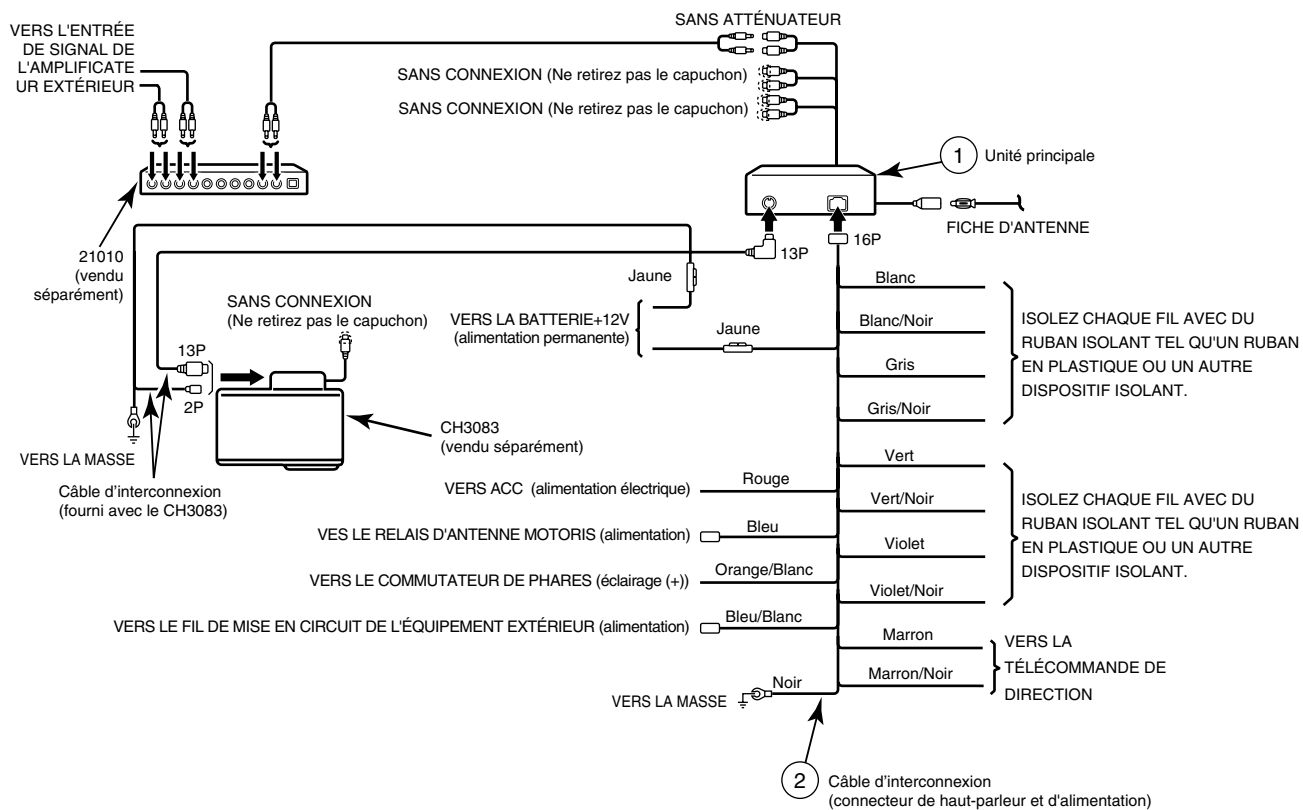 VERS L'ENTRÉE
DE SIGNAL DE
L'AMPLIFICATE
UR EXTÉRIEUR
SANS ATTÉNUATEUR
SANS CONNEXION (Ne retirez pas le capuchon)
SANS CONNEXION (Ne retirez pas le capuchon)
1 Unité principale
FICHE D'ANTENNE
13P
16P
21010
(vendu
séparément)
Jaune
SANS CONNEXION
(Ne retirez pas le capuchon)
VERS LA BATTERIE+12V
(alimentation permanente)
Jaune
13P
2P
VERS LA MASSE
Câble d'interconnexion
(fourni avec le CH3083)
CH3083
(vendu séparément)
Blanc
Blanc/Noir
Gris
Gris/Noir
ISOLEZ CHAQUE FIL AVEC DU
RUBAN ISOLANT TEL QU'UN RUBAN
EN PLASTIQUE OU UN AUTRE
DISPOSITIF ISOLANT.
Vert
Vert/Noir
Violet
Violet/Noir
ISOLEZ CHAQUE FIL AVEC DU
RUBAN ISOLANT TEL QU'UN RUBAN
EN PLASTIQUE OU UN AUTRE
DISPOSITIF ISOLANT.
VERS ACC (alimentation électrique)
Rouge
VES LE RELAIS D'ANTENNE MOTORIS (alimentation)
Bleu
VERS LE COMMUTATEUR DE PHARES (éclairage (+))
Orange/Blanc
VERS LE FIL DE MISE EN CIRCUIT DE L'ÉQUIPEMENT EXTÉRIEUR (alimentation)
Bleu/Blanc
Marron
Marron/Noir
VERS LA
TÉLÉCOMMANDE DE
DIRECTION
VERS LA MASSE
Noir
2 Câble d'interconnexion
(connecteur de haut-parleur et d'alimentation)